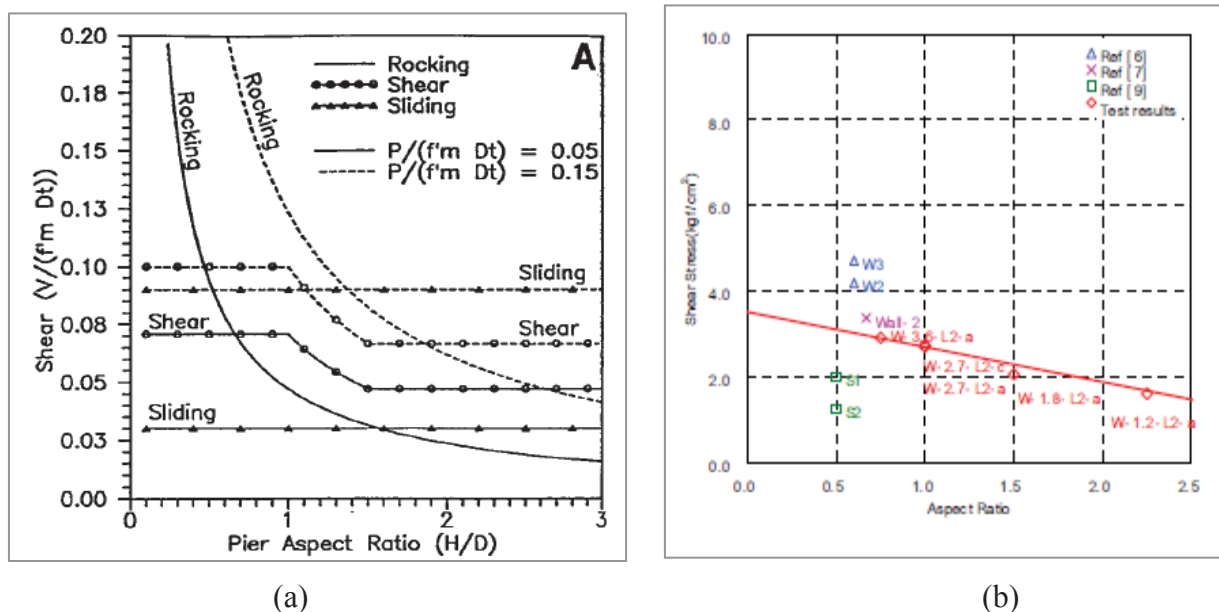 A
Rocking
Shear
Sliding
P/(f'm Dt) = 0.05
P/(f'm Dt) = 0.15
Rocking
Rocking
Sliding
Shear
Shear
Sliding
0.20
0.18
0.15
0.13
0.10
0.08
0.05
0.03
0.00
0
1
2
3
Shear (V/(f'm Dt))
Pier Aspect Ratio (H/D)
(a)
Ref [6]
Ref [7]
Ref [9]
Test results
W3
W2
Wall-2
W-3.6-L2-a
W-2.7-L2-c
W-2.7-L2-a
W-1.8-L2-a
W-1.2-L2-a
S1
S2
10.0
8.0
6.0
4.0
2.0
0.0
0.0
0.5
1.0
1.5
2.0
2.5
Shear Stress(kgf/cm²)
Aspect Ratio
(b)